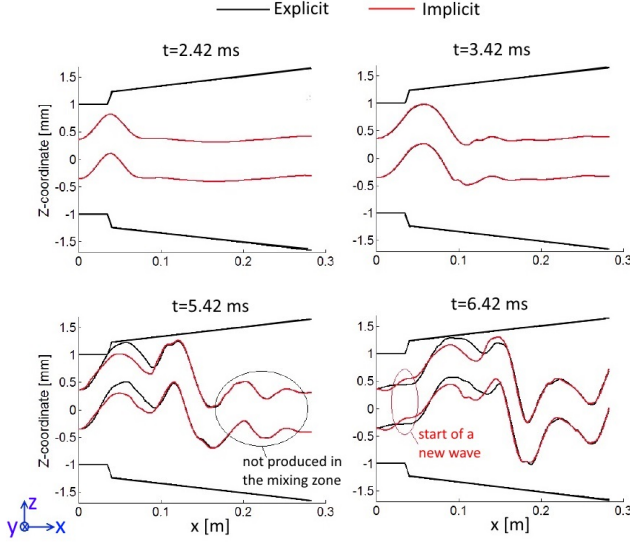 Explicit Implicit
t=2.42 ms t=3.42 ms
Z-coordinate [mm]
1.5
1
0.5
0
-0.5
-1
-1.5
0 0.1 0.2 0.3
1.5
1
0.5
0
-0.5
-1
-1.5
0 0.1 0.2 0.3
t=5.42 ms t=6.42 ms
Z-coordinate [mm]
1.5
1
0.5
0
-0.5
-1
-1.5
not produced in
the mixing zone
0 0.1 0.2 0.3
x [m]
1.5
1
0.5
0
-0.5
-1
-1.5
start of a
new wave
0 0.1 0.2 0.3
x [m]
z
y x